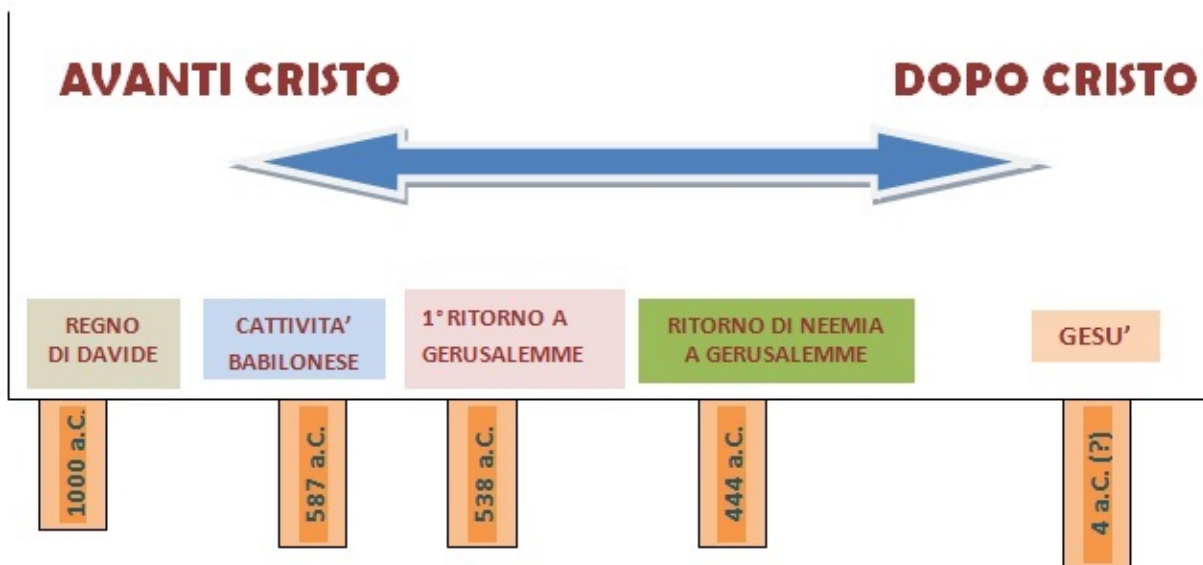 AVANTI CRISTO
DOPO CRISTO
REGNO
DI DAVIDE
CATTIVITA’
BABILONESE
1° RITORNO A
GERUSALEMME
RITORNO DI NEEMIA
A GERUSALEMME
GESU’
1000 a.C.
587 a.C.
538 a.C.
444 a.C.
4 a.C. (?)